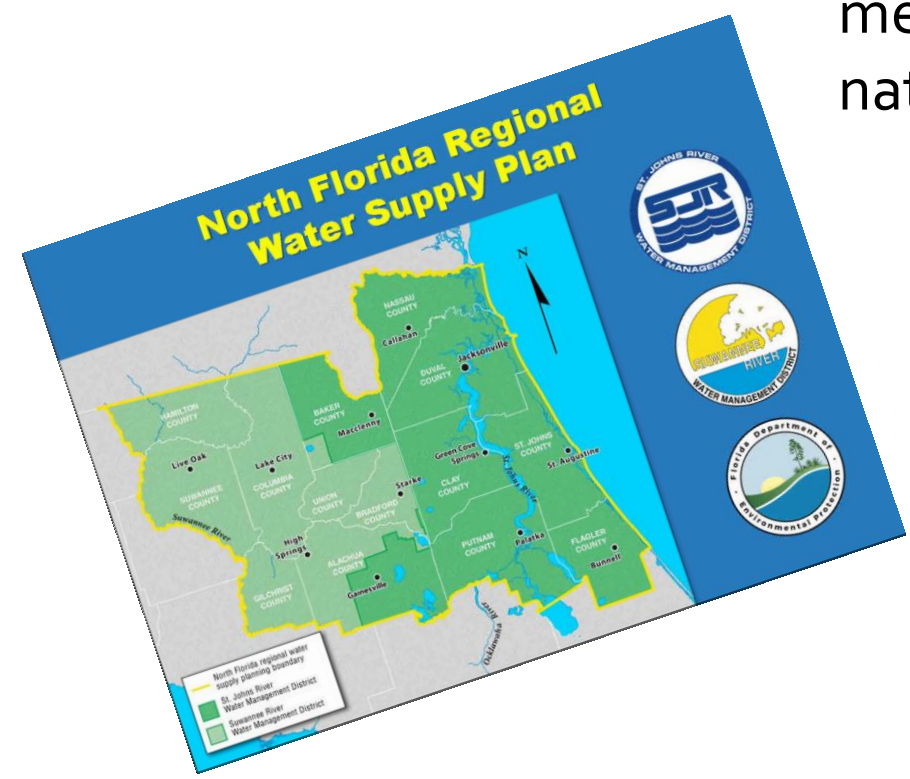 me
nat
North Florida Regional
Water Supply Plan
ST. JOHNS RIVER
SJR
WATER MANAGEMENT DISTRICT
SUWANNEE
RIVER
WATER MANAGEMENT DISTRICT
Florida Department of
Environmental Protection
N
NASSAU
COUNTY
Callahan
Jacksonville
DUVAL
COUNTY
BAKER
COUNTY
Macclenny
HAMILTON
COUNTY
Live Oak
Lake City
COLUMBIA
COUNTY
SUWANNEE
COUNTY
Suwannee River
UNION
COUNTY
Starke
BRADFORD
COUNTY
Green Cove
Springs
CLAY
COUNTY
St. Johns River
ST. JOHNS
COUNTY
St. Augustine
High
Springs
ALACHUA
COUNTY
Gainesville
GILCHRIST
COUNTY
PUTNAM
COUNTY
Palatka
FLAGLER
COUNTY
Bunnell
Ocklawaha River
North Florida regional water
supply planning boundary
St. Johns River
Water Management District
Suwannee River
Water Management District